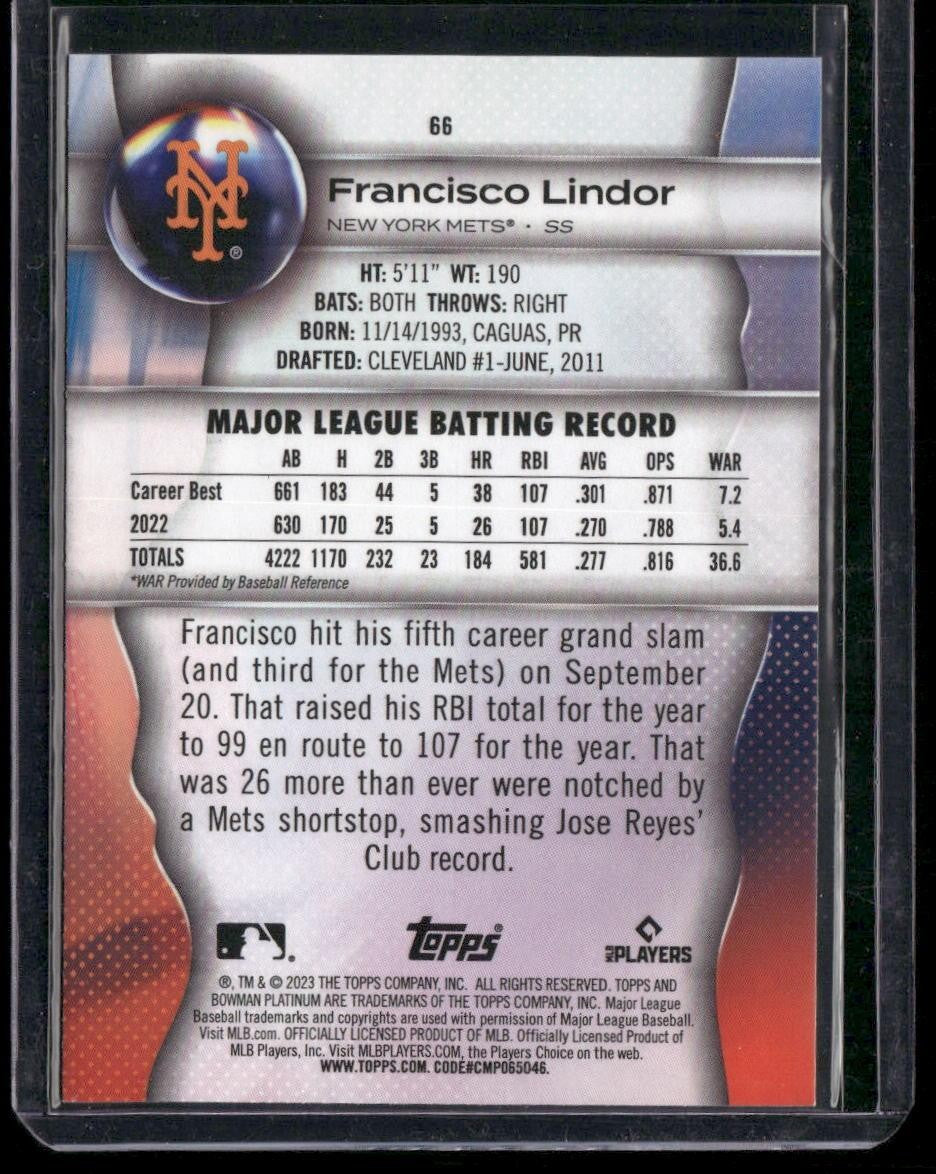 66
NY
®
Francisco Lindor
NEW YORK METS® · SS
HT: 5'11" WT: 190
BATS: BOTH THROWS: RIGHT
BORN: 11/14/1993, CAGUAS, PR
DRAFTED: CLEVELAND #1-JUNE, 2011
MAJOR LEAGUE BATTING RECORD
AB H 2B 3B HR RBI AVG OPS WAR
Career Best 661 183 44 5 38 107 .301 .871 7.2
2022 630 170 25 5 26 107 .270 .788 5.4
TOTALS 4222 1170 232 23 184 581 .277 .816 36.6
*WAR Provided by Baseball Reference
Francisco hit his fifth career grand slam
(and third for the Mets) on September
20. That raised his RBI total for the year
to 99 en route to 107 for the year. That
was 26 more than ever were notched by
a Mets shortstop, smashing Jose Reyes'
Club record.
topps® MLB PLAYERS
®, TM & © 2023 THE TOPPS COMPANY, INC. ALL RIGHTS RESERVED. TOPPS AND
BOWMAN PLATINUM ARE TRADEMARKS OF THE TOPPS COMPANY, INC. Major League
Baseball trademarks and copyrights are used with permission of Major League Baseball.
Visit MLB.com. OFFICIALLY LICENSED PRODUCT OF MLB. Officially Licensed Product of
MLB Players, Inc. Visit MLBPLAYERS.COM, the Players Choice on the web.
WWW.TOPPS.COM. CODE#CMP065046.